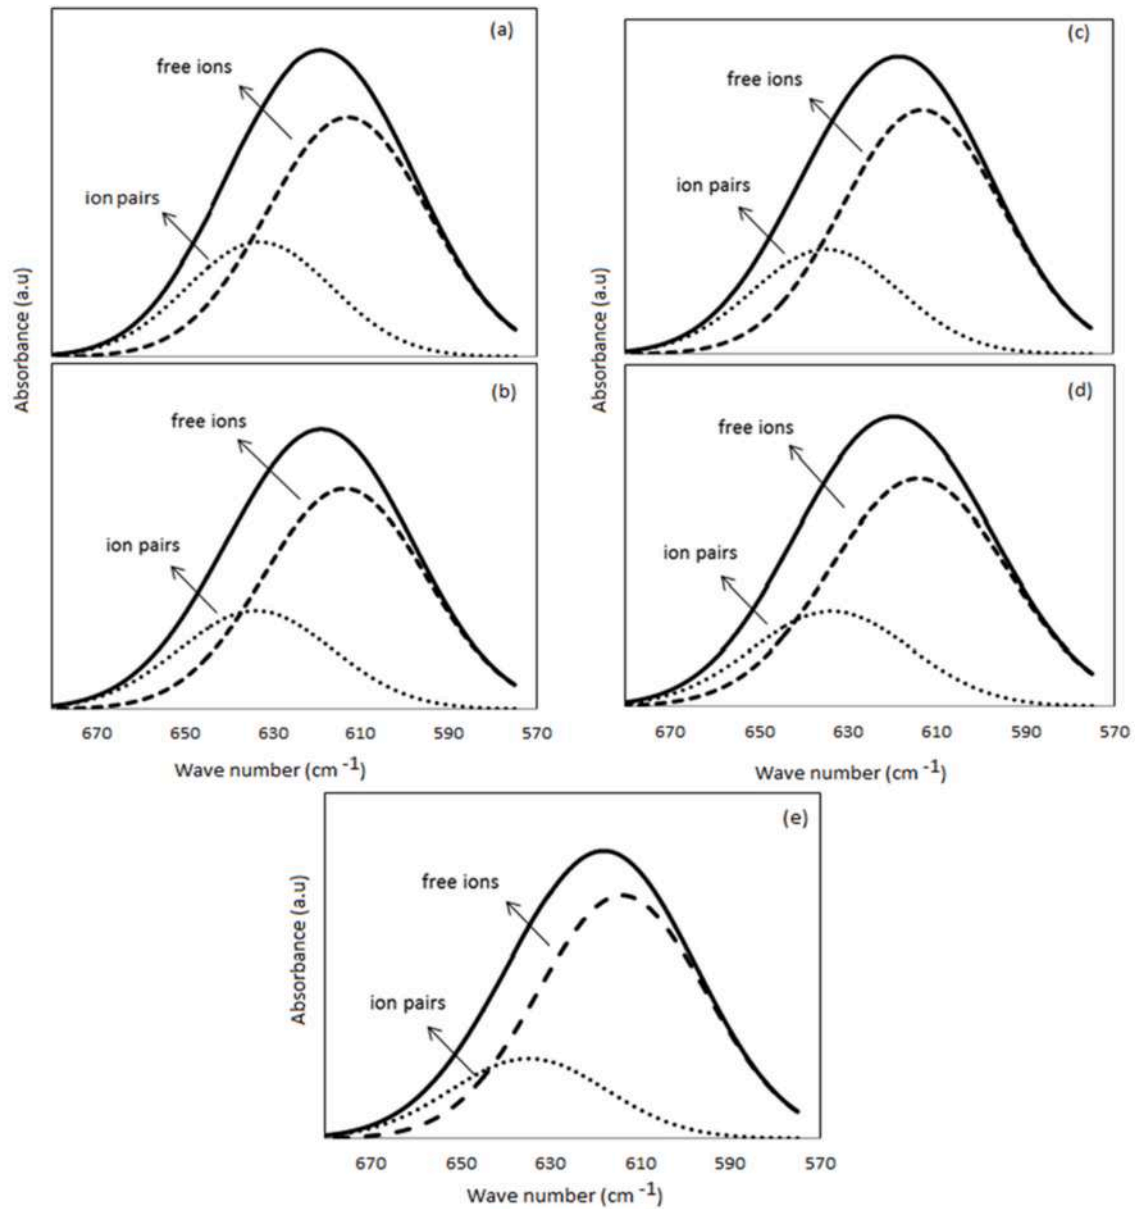 (a)
free ions
ion pairs
Absorbance (a.u)
(c)
free ions
ion pairs
Absorbance (a.u)
(b)
free ions
ion pairs
670 650 630 610 590 570
Wave number (cm -1)
(d)
free ions
ion pairs
670 650 630 610 590 570
Wave number (cm -1)
(e)
free ions
ion pairs
Absorbance (a.u)
670 650 630 610 590 570
Wave number (cm -1)